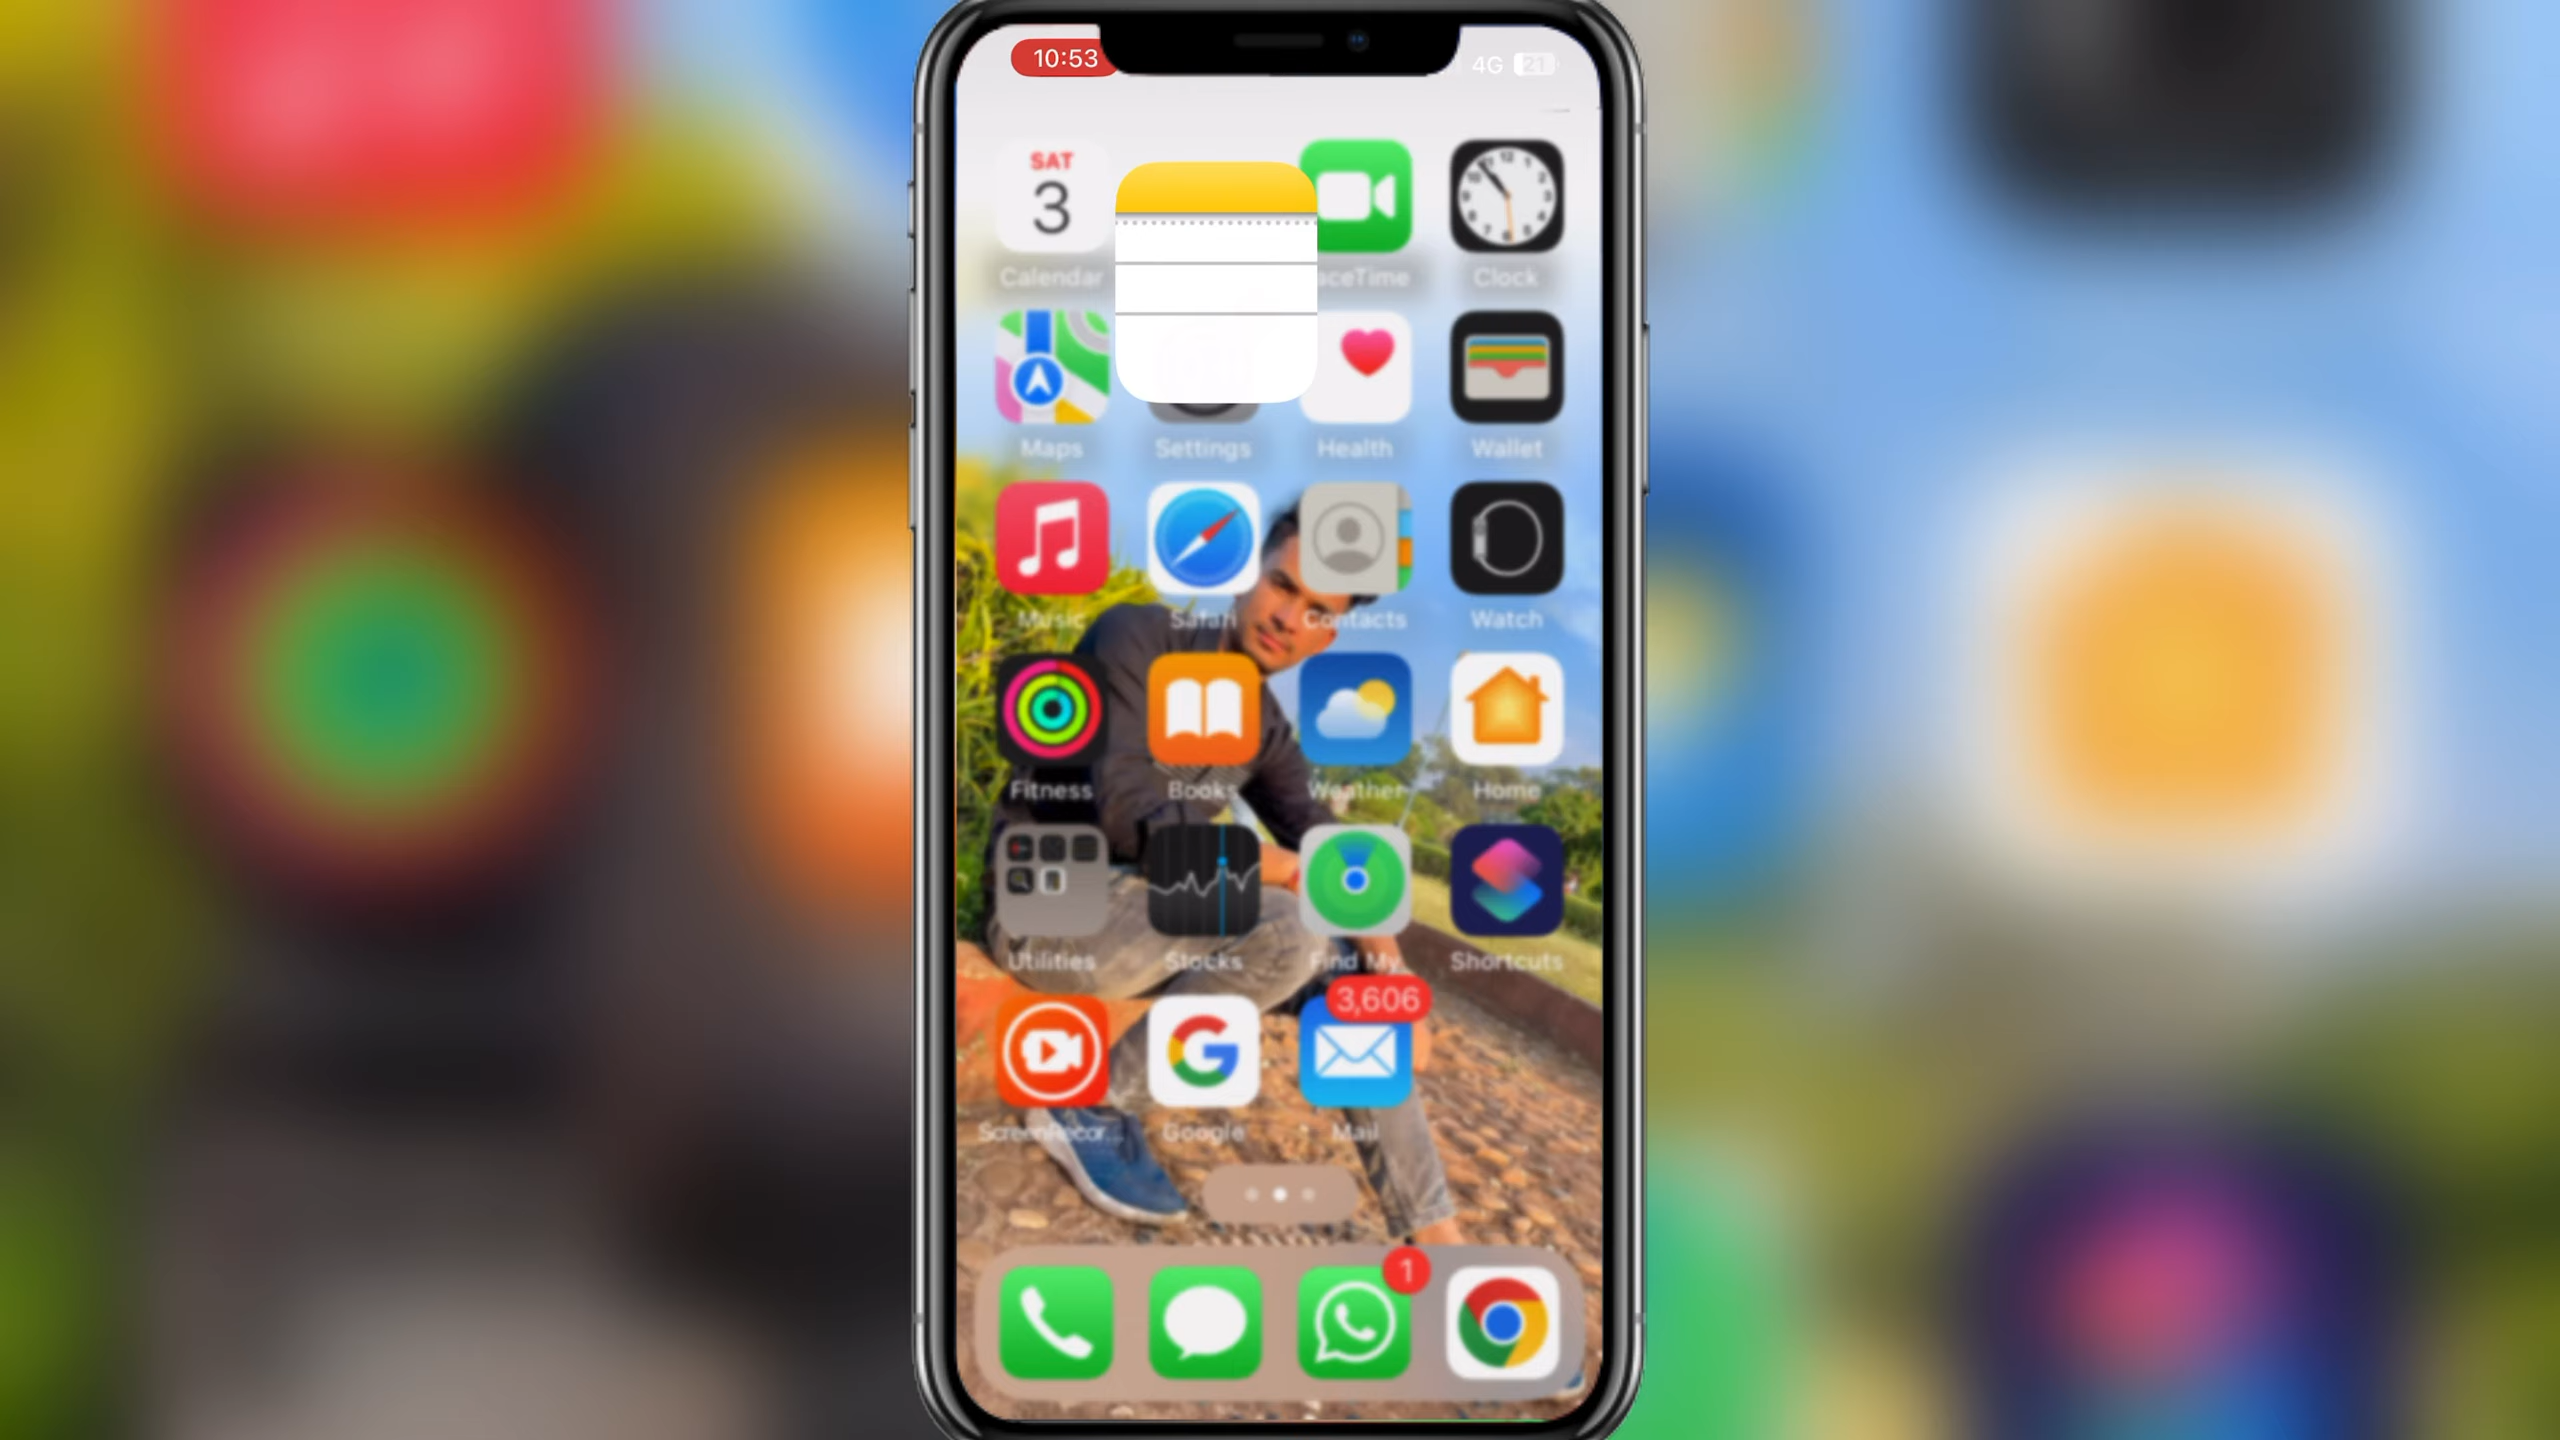 10:53 4G 21
SAT
3
Calendar aceTime Clock
Maps Settings Health Wallet
Music Safari Contacts Watch
Fitness Books Weather Home
Utilities Stocks Find My Shortcuts
3,606
ScreenRecor... Google Mail
1